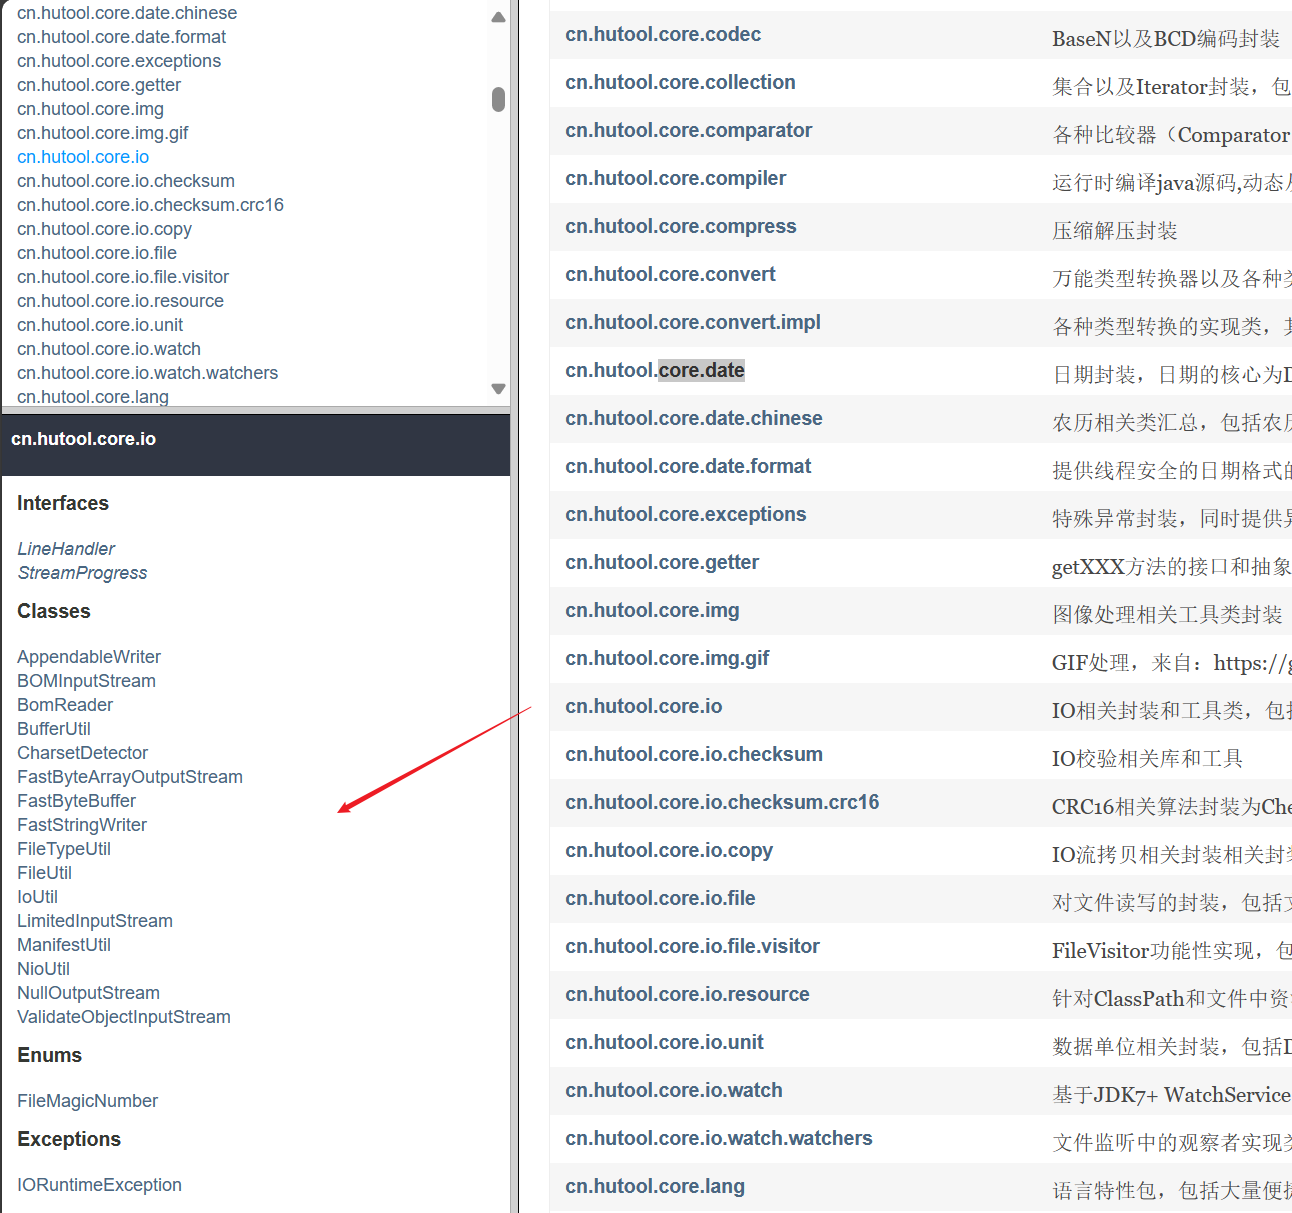 cn.hutool.core.date.chinese
cn.hutool.core.date.format
cn.hutool.core.exceptions
cn.hutool.core.getter
cn.hutool.core.img
cn.hutool.core.img.gif
cn.hutool.core.io
cn.hutool.core.io.checksum
cn.hutool.core.io.checksum.crc16
cn.hutool.core.io.copy
cn.hutool.core.io.file
cn.hutool.core.io.file.visitor
cn.hutool.core.io.resource
cn.hutool.core.io.unit
cn.hutool.core.io.watch
cn.hutool.core.io.watch.watchers
cn.hutool.core.lang
cn.hutool.core.io
Interfaces
LineHandler
StreamProgress
Classes
AppendableWriter
BOMInputStream
BomReader
BufferUtil
CharsetDetector
FastByteArrayOutputStream
FastByteBuffer
FastStringWriter
FileTypeUtil
FileUtil
IoUtil
LimitedInputStream
ManifestUtil
NioUtil
NullOutputStream
ValidateObjectInputStream
Enums
FileMagicNumber
Exceptions
IORuntimeException
cn.hutool.core.codec BaseN以及BCD编码封装
cn.hutool.core.collection 集合以及Iterator封装，包
cn.hutool.core.comparator 各种比较器（Comparator
cn.hutool.core.compiler 运行时编译java源码,动态
cn.hutool.core.compress 压缩解压封装
cn.hutool.core.convert 万能类型转换器以及各种
cn.hutool.core.convert.impl 各种类型转换的实现类，
cn.hutool.core.date 日期封装，日期的核心为
cn.hutool.core.date.chinese 农历相关类汇总，包括农
cn.hutool.core.date.format 提供线程安全的日期格式
cn.hutool.core.exceptions 特殊异常封装，同时提供
cn.hutool.core.getter getXXX方法的接口和抽象
cn.hutool.core.img 图像处理相关工具类封装
cn.hutool.core.img.gif GIF处理，来自：https://g
cn.hutool.core.io IO相关封装和工具类，包
cn.hutool.core.io.checksum IO校验相关库和工具
cn.hutool.core.io.checksum.crc16 CRC16相关算法封装为Che
cn.hutool.core.io.copy IO流拷贝相关封装相关封
cn.hutool.core.io.file 对文件读写的封装，包括
cn.hutool.core.io.file.visitor FileVisitor功能性实现，包
cn.hutool.core.io.resource 针对ClassPath和文件中资
cn.hutool.core.io.unit 数据单位相关封装，包括
cn.hutool.core.io.watch 基于JDK7+ WatchService
cn.hutool.core.io.watch.watchers 文件监听中的观察者实现
cn.hutool.core.lang 语言特性包，包括大量便